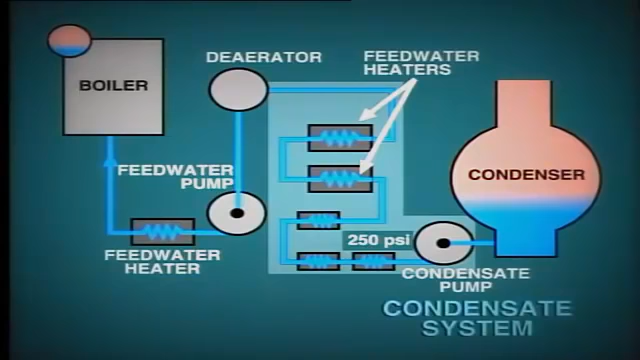 DEAERATOR
FEEDWATER
HEATERS
BOILER
CONDENSER
FEEDWATER
PUMP
250 psi
FEEDWATER
HEATER
CONDENSATE
PUMP
CONDENSATE
SYSTEM